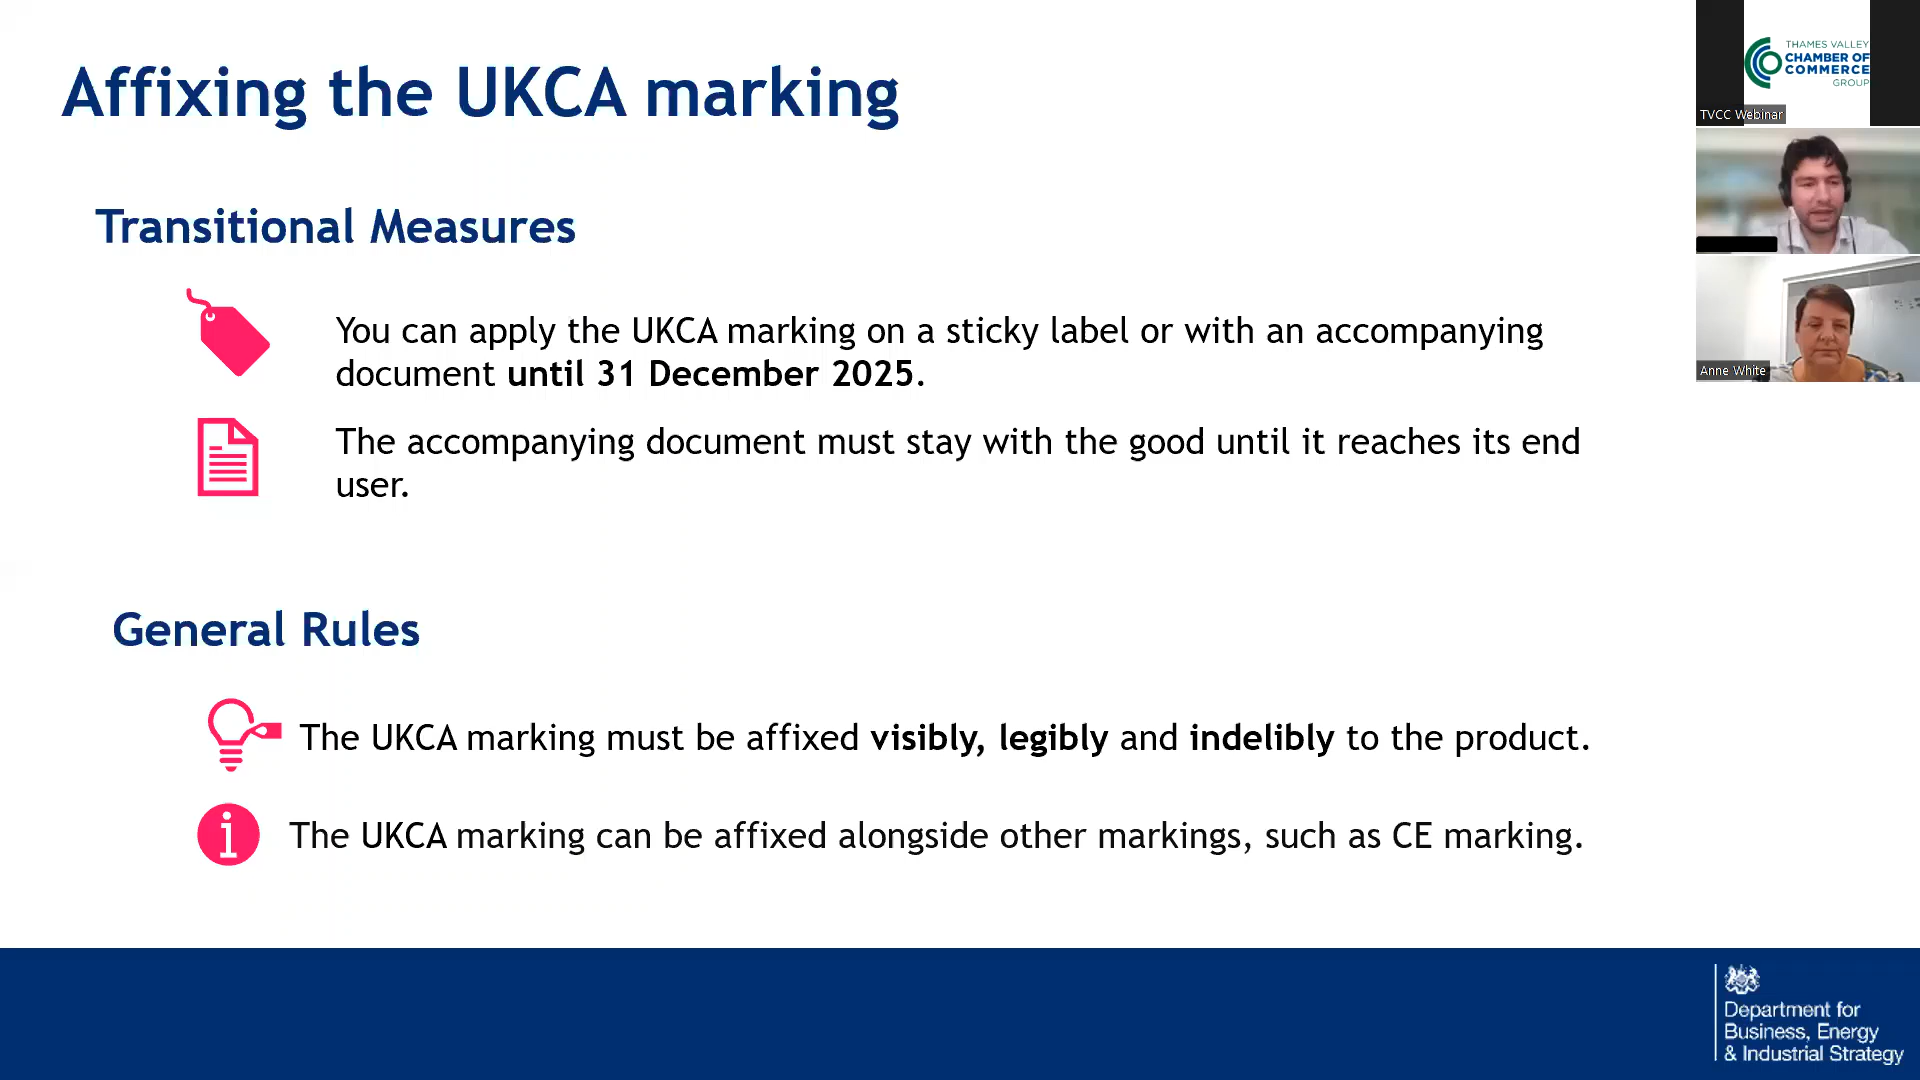 Affixing the UKCA marking
Transitional Measures
You can apply the UKCA marking on a sticky label or with an accompanying
document until 31 December 2025.
The accompanying document must stay with the good until it reaches its end
user.
General Rules
The UKCA marking must be affixed visibly, legibly and indelibly to the product.
i
The UKCA marking can be affixed alongside other markings, such as CE marking.
THAMES VALLEY
CHAMBER OF
COMMERCE
GROUP
TVCC Webinar
Anne White
Department for
Business, Energy
& Industrial Strategy